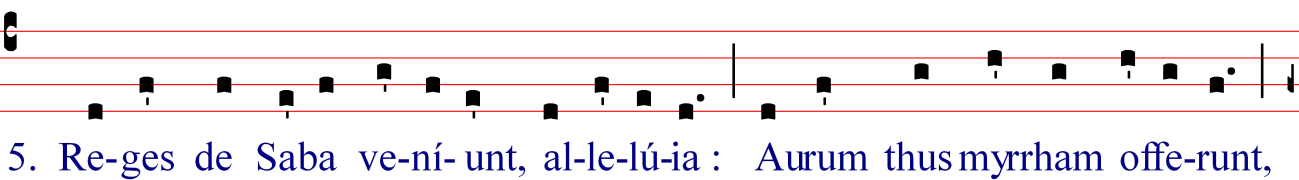 5. Re-ges de Saba ve-ní-unt, al-le-lú-ia : Aurum thus myrrham offe-runt,